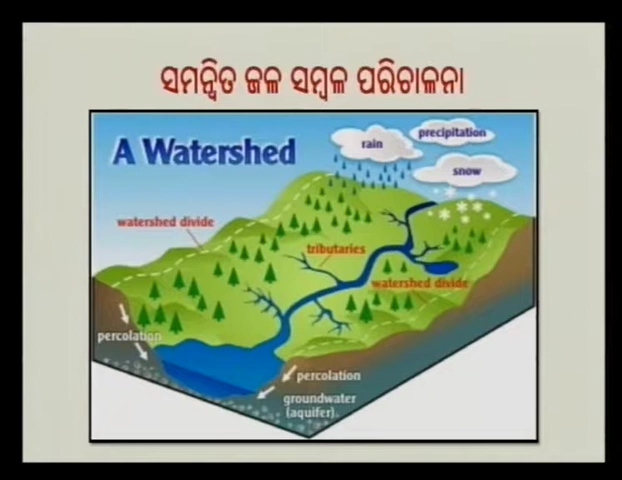 ସମନ୍ୱିତ ଜଳ ସମ୍ବଳ ପରିଚାଳନା
A Watershed
rain
precipitation
snow
watershed divide
tributaries
watershed divide
percolation
percolation
groundwater
(aquifer)